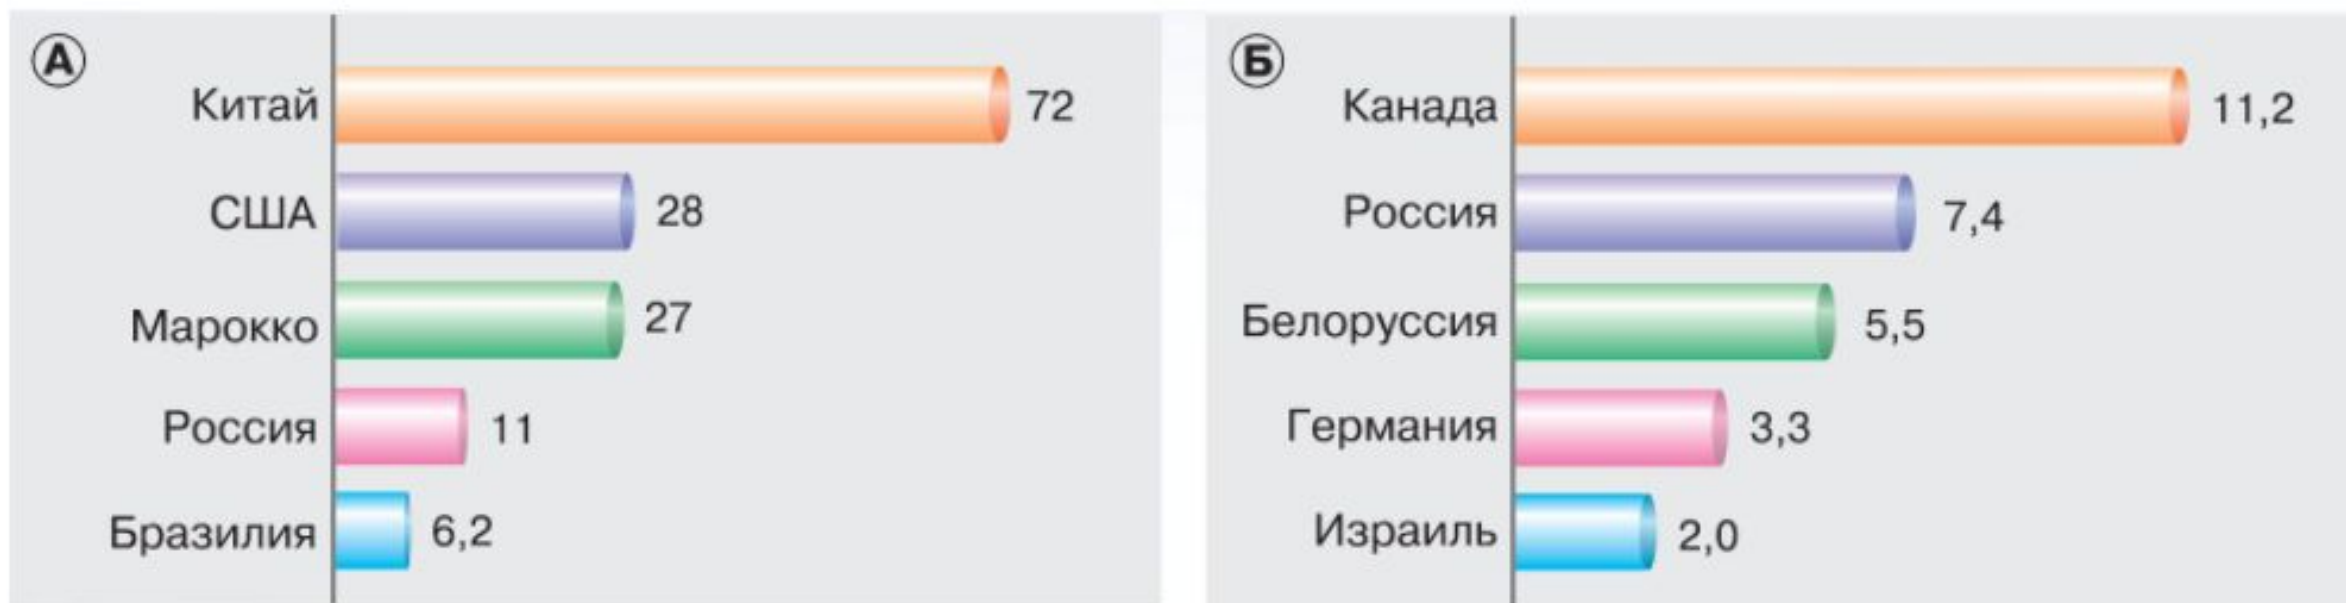 А
Китай 72
США 28
Марокко 27
Россия 11
Бразилия 6,2
Б
Канада 11,2
Россия 7,4
Белоруссия 5,5
Германия 3,3
Израиль 2,0